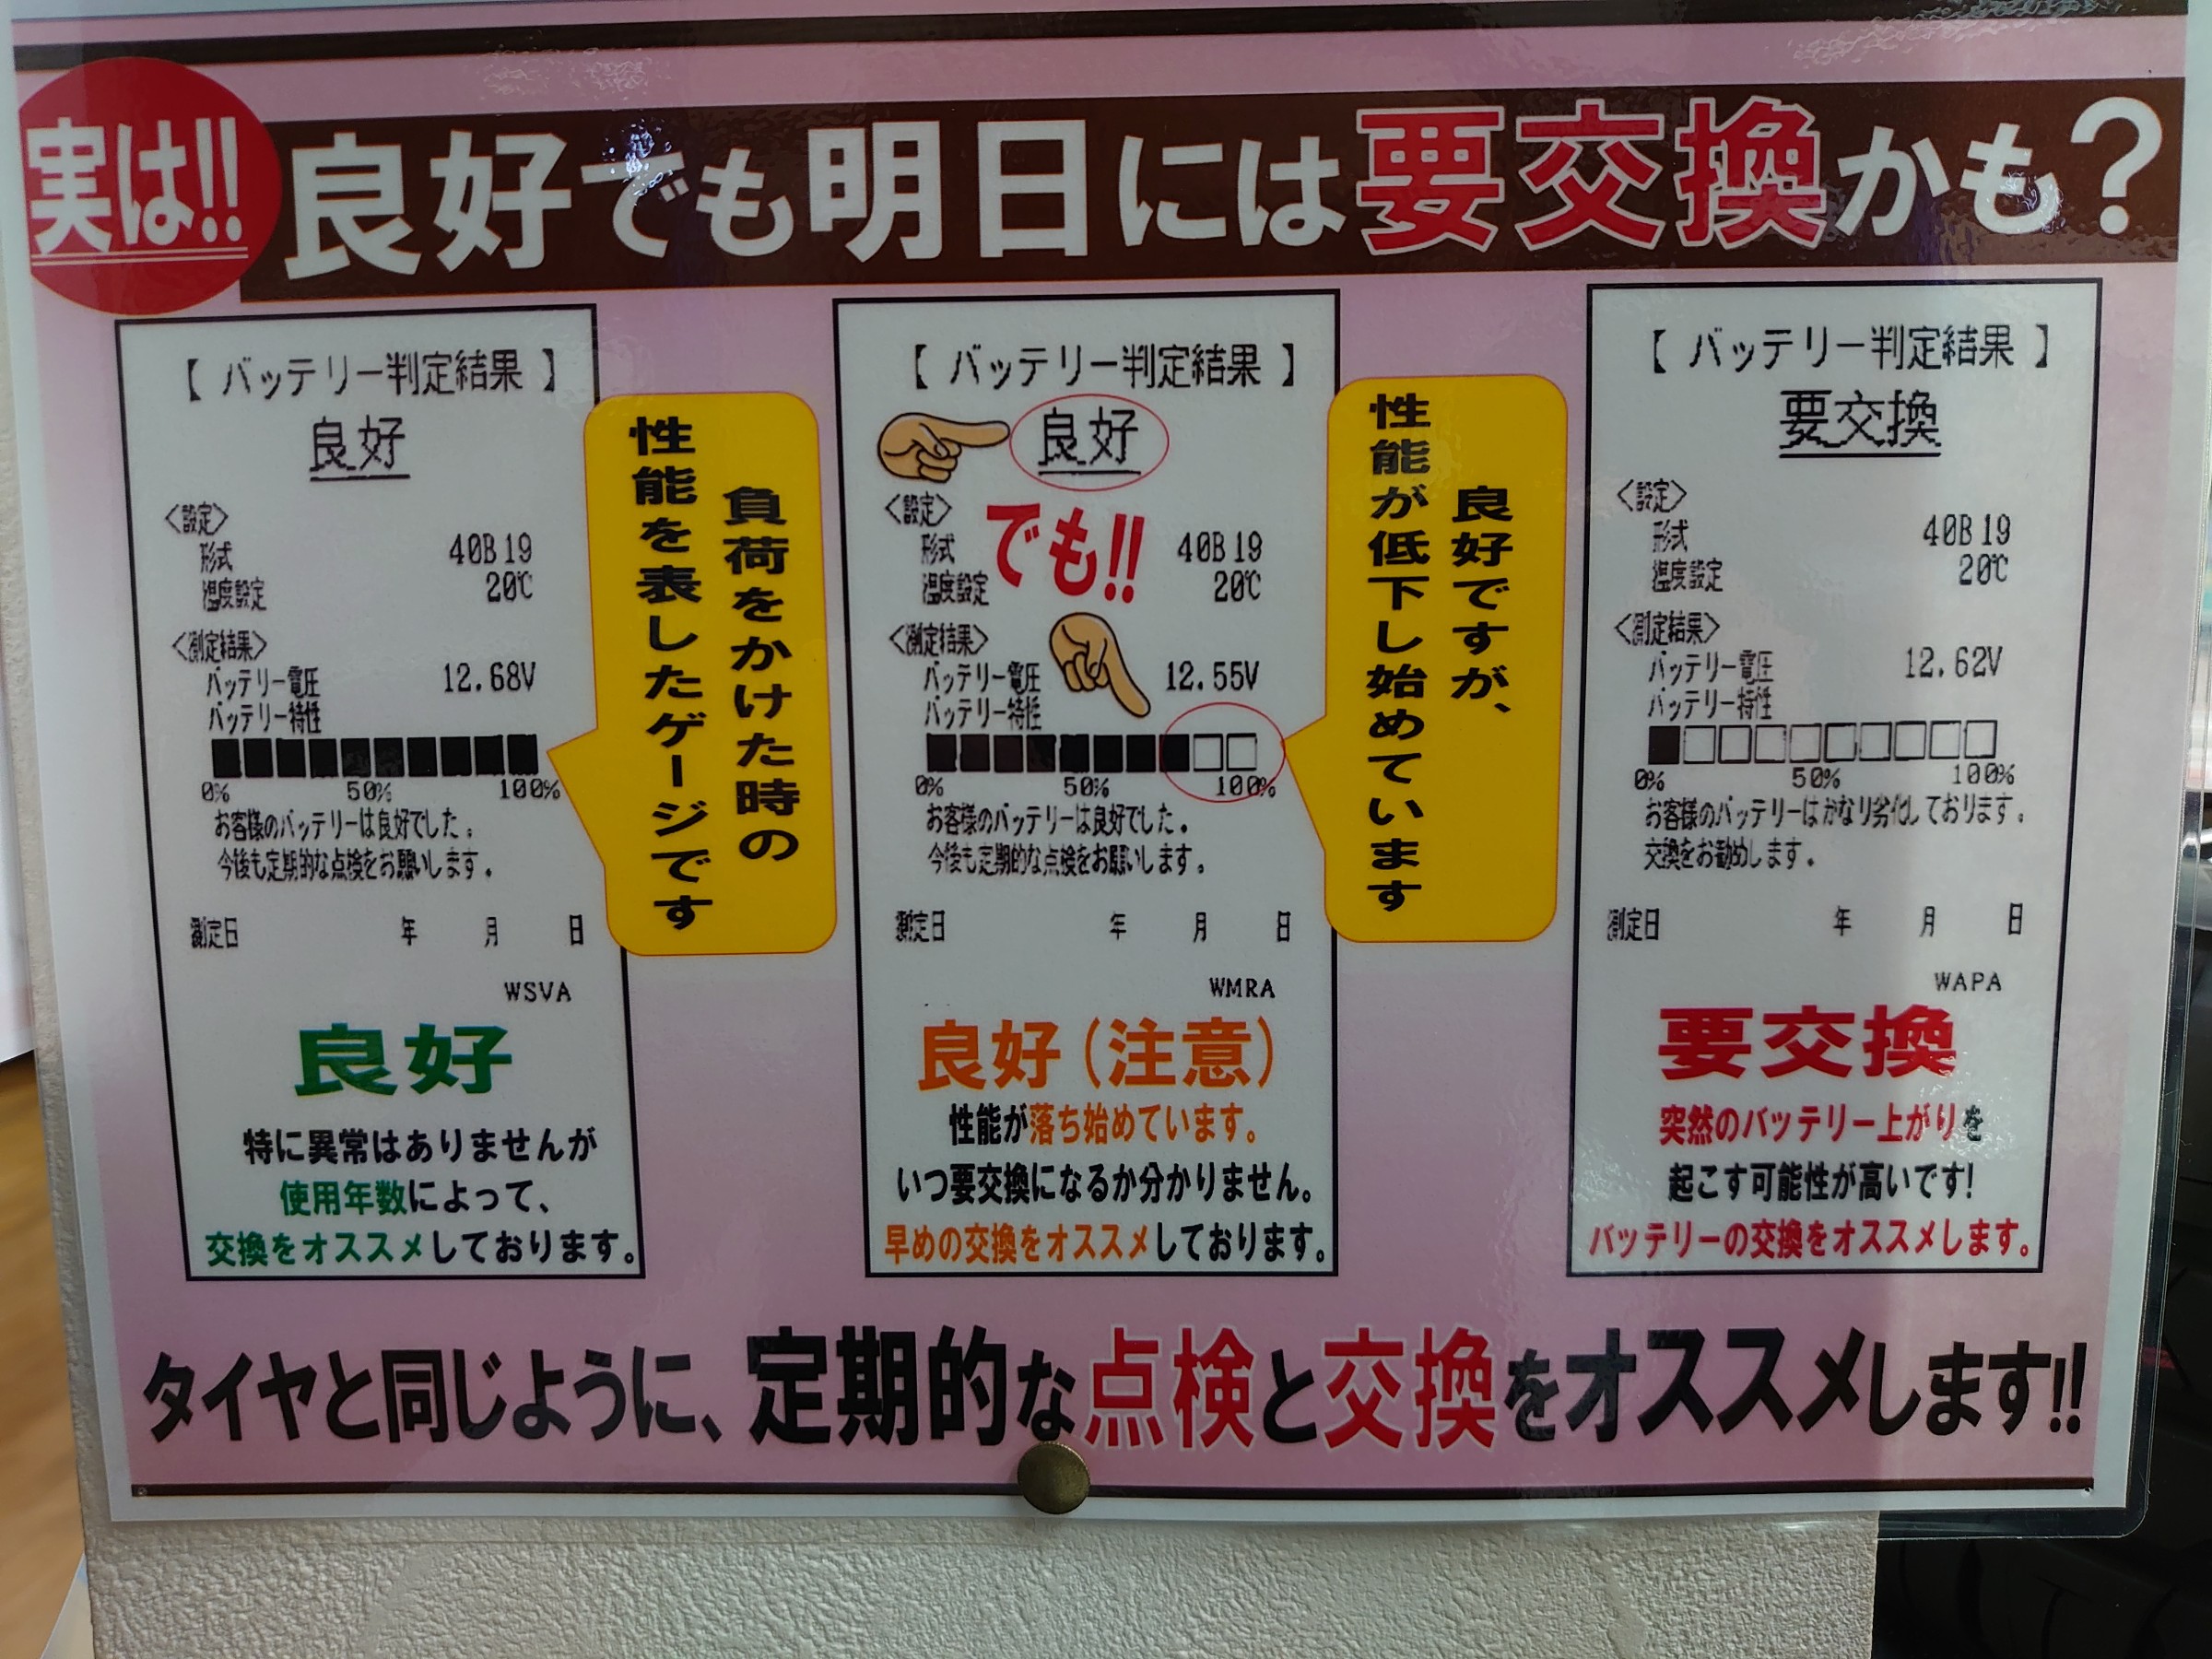 実は!!
良好でも明日には要交換かも？
【 バッテリー判定結果 】
良好
〈設定〉
形式 40B19
温度設定 20℃
〈測定結果〉
バッテリー電圧 12.68V
バッテリー特性
0% 50% 100%
お客様のバッテリーは良好でした。
今後も定期的な点検をお願いします。
測定日 年 月 日
WSVA
良好
特に異常はありませんが
使用年数によって、
交換をオススメしております。
負荷をかけた時の
性能を表したゲージです
【 バッテリー判定結果 】
良好
でも!!
〈設定〉
形式 40B19
温度設定 20℃
〈測定結果〉
バッテリー電圧 12.55V
バッテリー特性
0% 50% 100%
お客様のバッテリーは良好でした。
今後も定期的な点検をお願いします。
測定日 年 月 日
WMRA
良好（注意）
性能が落ち始めています。
いつ要交換になるか分かりません。
早めの交換をオススメしております。
良好ですが、
性能が低下し始めています
【 バッテリー判定結果 】
要交換
〈設定〉
形式 40B19
温度設定 20℃
〈測定結果〉
バッテリー電圧 12.62V
バッテリー特性
0% 50% 100%
お客様のバッテリーはかなり劣化しております。
交換をお勧めします。
測定日 年 月 日
WAPA
要交換
突然のバッテリー上がりを
起こす可能性が高いです!
バッテリーの交換をオススメします。
タイヤと同じように、定期的な点検と交換をオススメします!!